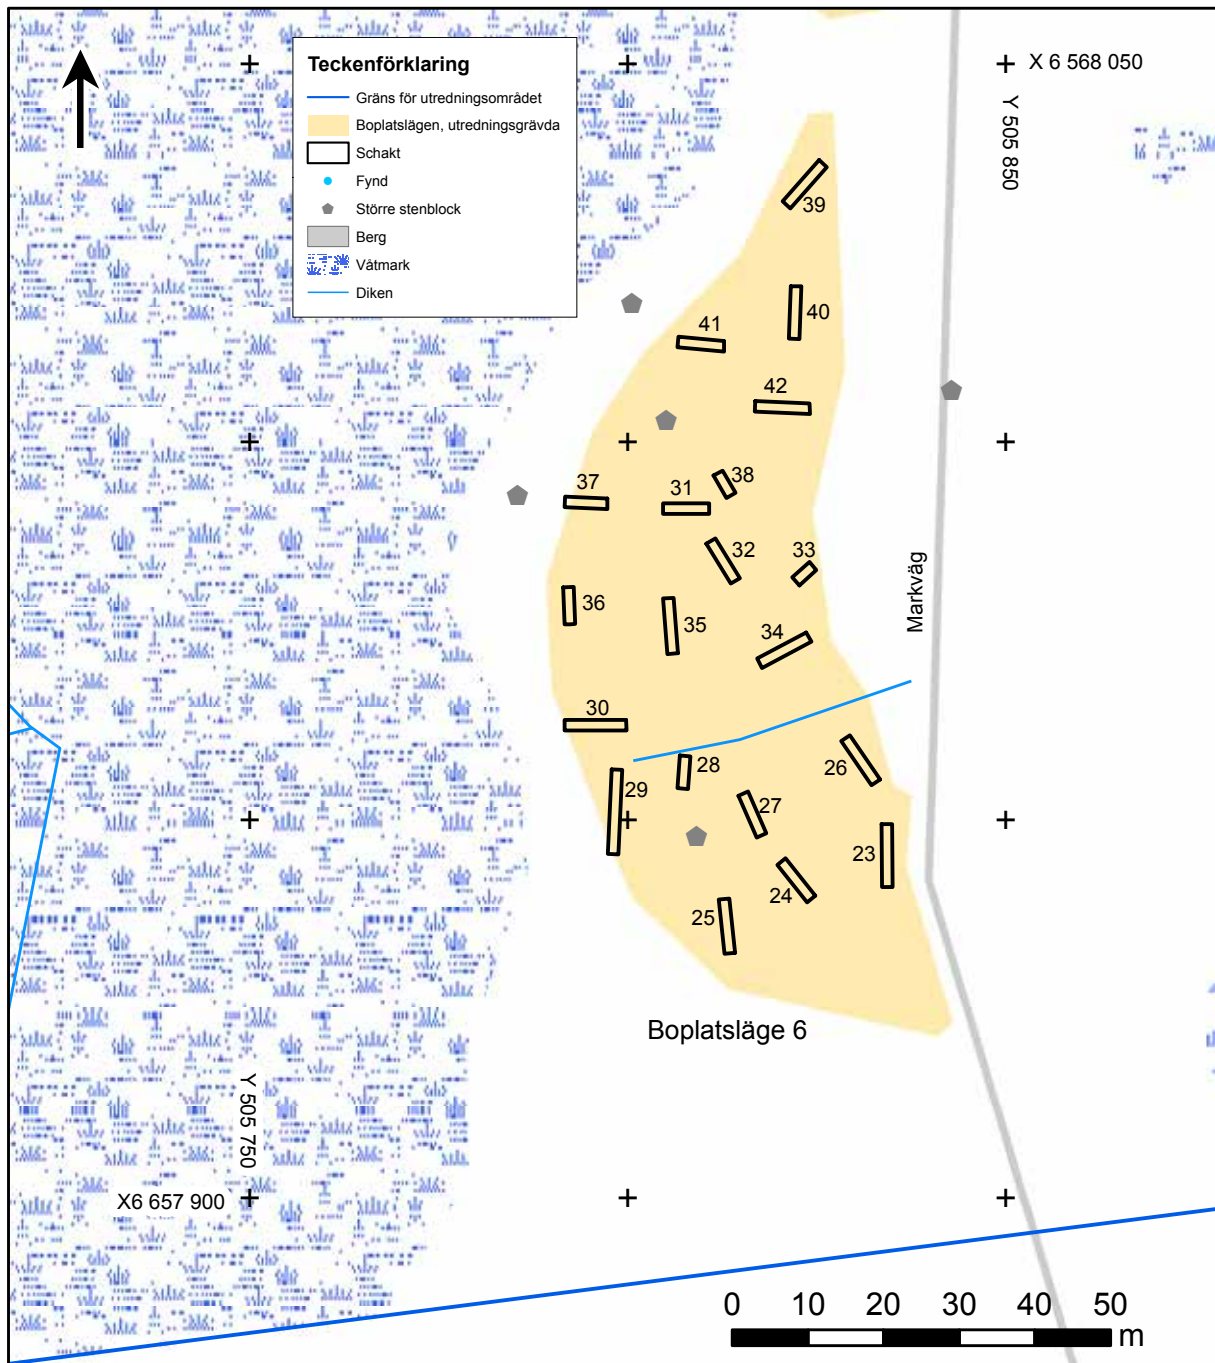 Teckenförklaring
Gräns för utredningsområdet
Boplatslägen, utredningsgrävda
Schakt
Fynd
Större stenblock
Berg
Våtmark
Diken
X 6 568 050
Y 505 850
39
40
41
42
38
37
31
32
33
36
35
34
Markväg
30
28
26
29
27
23
24
25
Boplatsläge 6
Y 505 750
X6 657 900
0 10 20 30 40 50
m